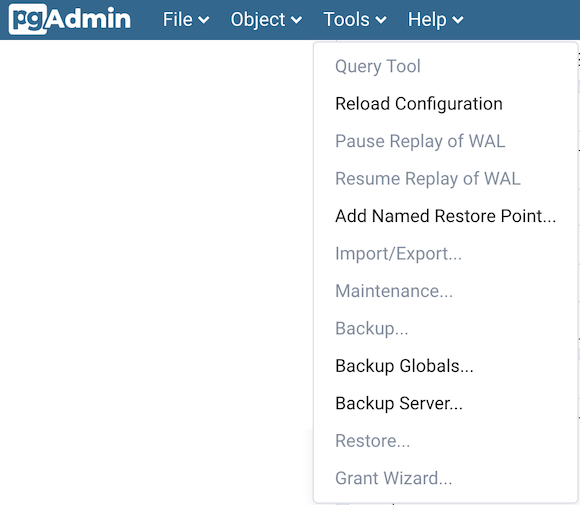 pgAdmin File Object Tools Help
Query Tool
Reload Configuration
Pause Replay of WAL
Resume Replay of WAL
Add Named Restore Point...
Import/Export...
Maintenance...
Backup...
Backup Globals...
Backup Server...
Restore...
Grant Wizard...